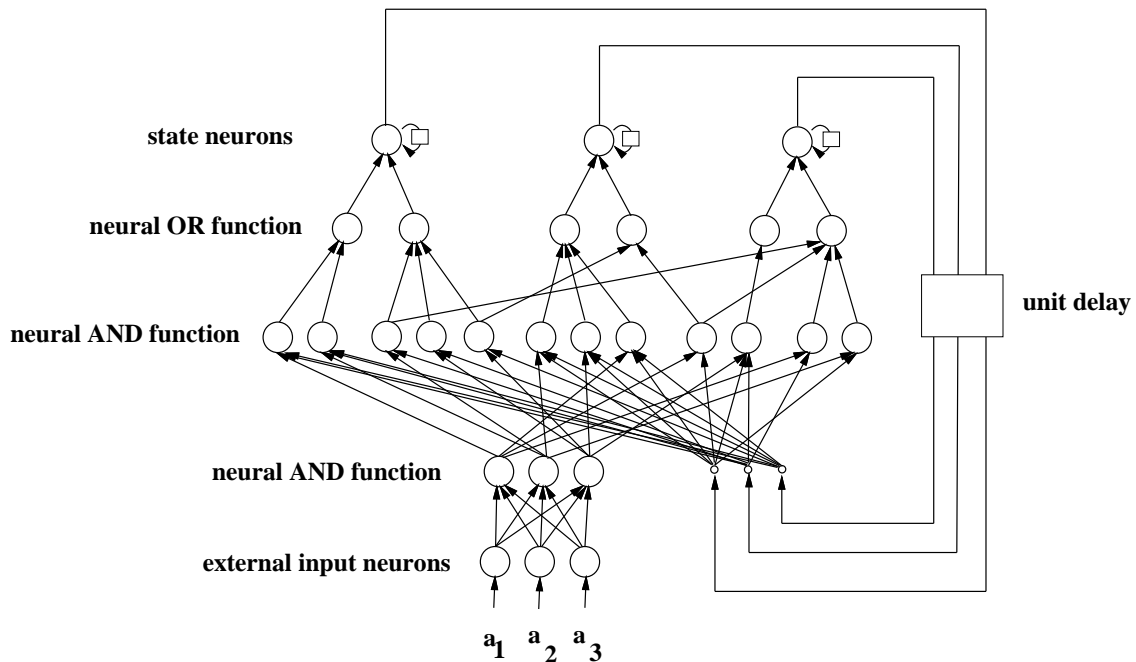 state neurons
neural OR function
unit delay
neural AND function
neural AND function
external input neurons
a1 a2 a3